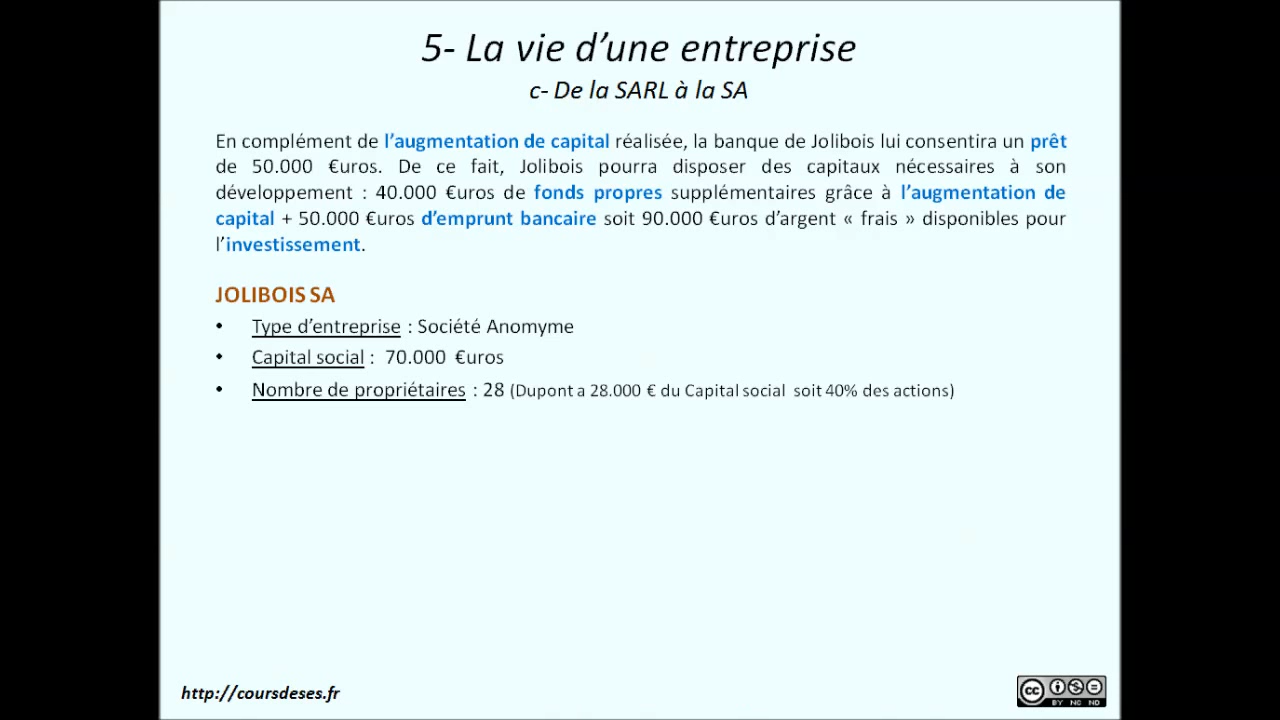 5- La vie d’une entreprise
c- De la SARL à la SA
En complément de l’augmentation de capital réalisée, la banque de Jolibois lui consentira un prêt
de 50.000 €uros. De ce fait, Jolibois pourra disposer des capitaux nécessaires à son
développement : 40.000 €uros de fonds propres supplémentaires grâce à l’augmentation de
capital + 50.000 €uros d’emprunt bancaire soit 90.000 €uros d’argent « frais » disponibles pour
l’investissement.
JOLIBOIS SA
• Type d’entreprise : Société Anomyme
• Capital social : 70.000 €uros
• Nombre de propriétaires : 28 (Dupont a 28.000 € du Capital social soit 40% des actions)
http://coursdeses.fr
cc
BY NC ND